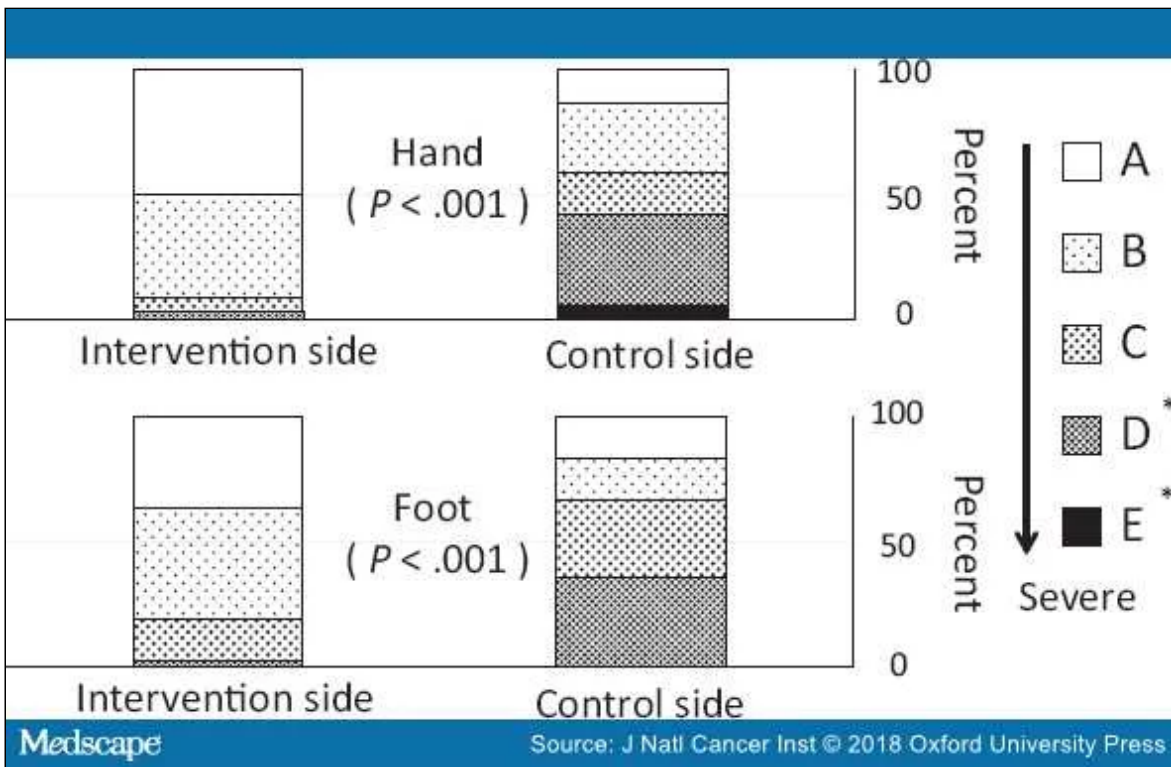 Hand
( P < .001 )
Intervention side
Control side
100
50
0
Percent
Foot
( P < .001 )
Intervention side
Control side
100
50
0
Percent
A
B
C
D*
E*
Severe
Medscape
Source: J Natl Cancer Inst © 2018 Oxford University Press